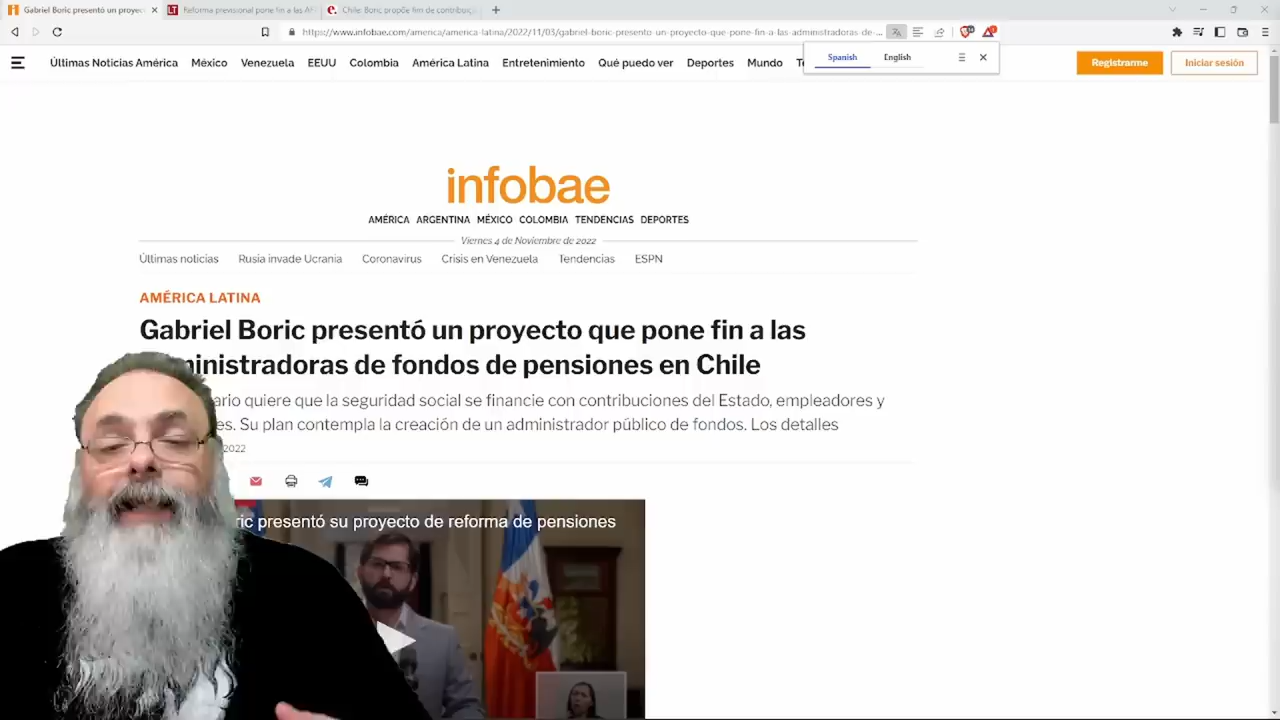 Gabriel Boric presentó un proyec
Reforma previsional pone fin a las AF
Chile: Boric propõe fim de contribuiç
https://www.infobae.com/america/america-latina/2022/11/03/gabriel-boric-presento-un-proyecto-que-pone-fin-a-las-administradoras-de-...
Spanish English
Últimas Noticias América México Venezuela EEUU Colombia América Latina Entretenimiento Qué puedo ver Deportes Mundo
Registrarme Iniciar sesión
infobae
AMÉRICA ARGENTINA MÉXICO COLOMBIA TENDENCIAS DEPORTES
Viernes 4 de Noviembre de 2022
Últimas noticias Rusia invade Ucrania Coronavirus Crisis en Venezuela Tendencias ESPN
AMÉRICA LATINA
Gabriel Boric presentó un proyecto que pone fin a las
ministradoras de fondos de pensiones en Chile
ario quiere que la seguridad social se financie con contribuciones del Estado, empleadores y
es. Su plan contempla la creación de un administrador público de fondos. Los detalles
2022
ric presentó su proyecto de reforma de pensiones